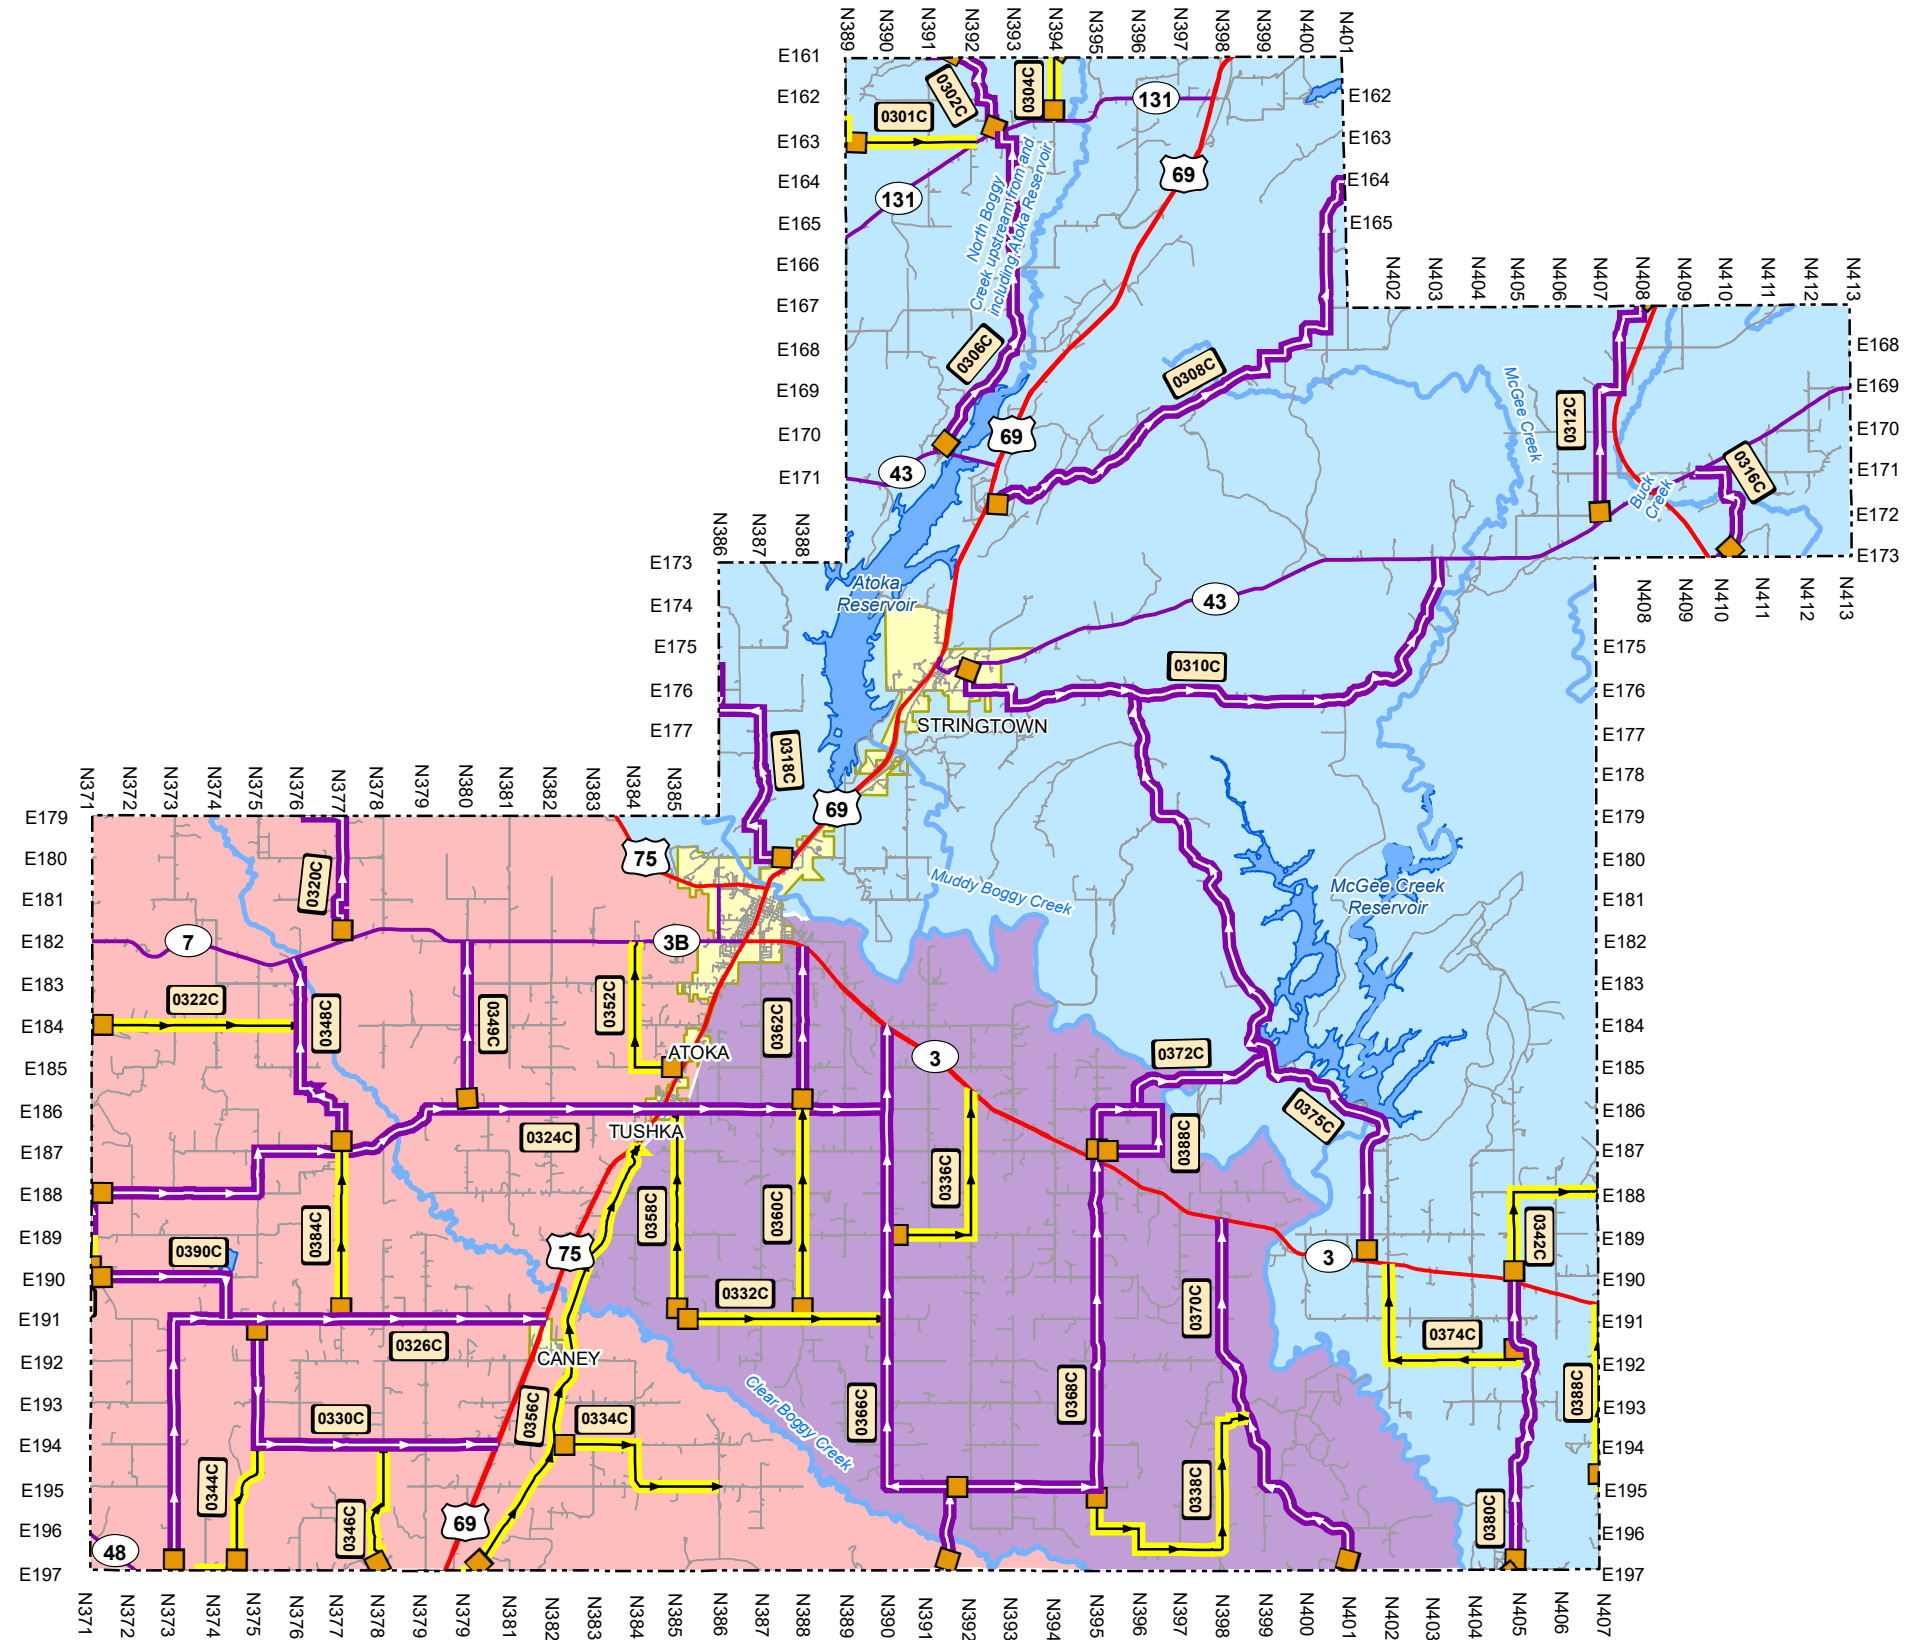 N389
N390
N391
N392
N393
N394
N395
N396
N397
N398
N399
N400
N401
E161
E162
E163
E164
E165
E166
E167
E168
E169
E170
E171
E162
E163
E164
E165
0302C
0304C
0301C
131
131
69
North Boggy
Creek upstream from and
including Atoka Reservoir
N402
N403
N404
N405
N406
N407
N408
N409
N410
N411
N412
N413
E168
E169
E170
E171
E172
E173
0306C
0308C
McGee Creek
0312C
0316C
Buck
Creek
69
43
N386
N387
N388
E173
E174
E175
E176
E177
Atoka
Reservoir
43
N408
N409
N410
N411
N412
N413
0310C
STRINGTOWN
0318C
69
E175
E176
E177
E178
E179
E180
E181
E182
E183
E184
E185
E186
E187
E188
E189
E190
E191
E192
E193
E194
E195
E196
E197
N371
N372
N373
N374
N375
N376
N377
N378
N379
N380
N381
N382
N383
N384
N385
E179
E180
E181
E182
E183
E184
E185
E186
E187
E188
E189
E190
E191
E192
E193
E194
E195
E196
E197
75
0320C
Muddy Boggy Creek
McGee Creek
Reservoir
7
3B
0322C
0348C
0349C
0352C
0362C
ATOKA
3
0372C
0375C
0324C
TUSHKA
0336C
0388C
0384C
0358C
0360C
0390C
75
3
0342C
0332C
0370C
0326C
CANEY
0374C
0356C
0334C
0330C
Clear Boggy Creek
0366C
0368C
0388C
0344C
0346C
69
0338C
0380C
48
N371
N372
N373
N374
N375
N376
N377
N378
N379
N381
N382
N383
N384
N385
N386
N387
N388
N389
N390
N391
N392
N393
N394
N395
N396
N397
N398
N399
N400
N401
N402
N403
N404
N405
N406
N407